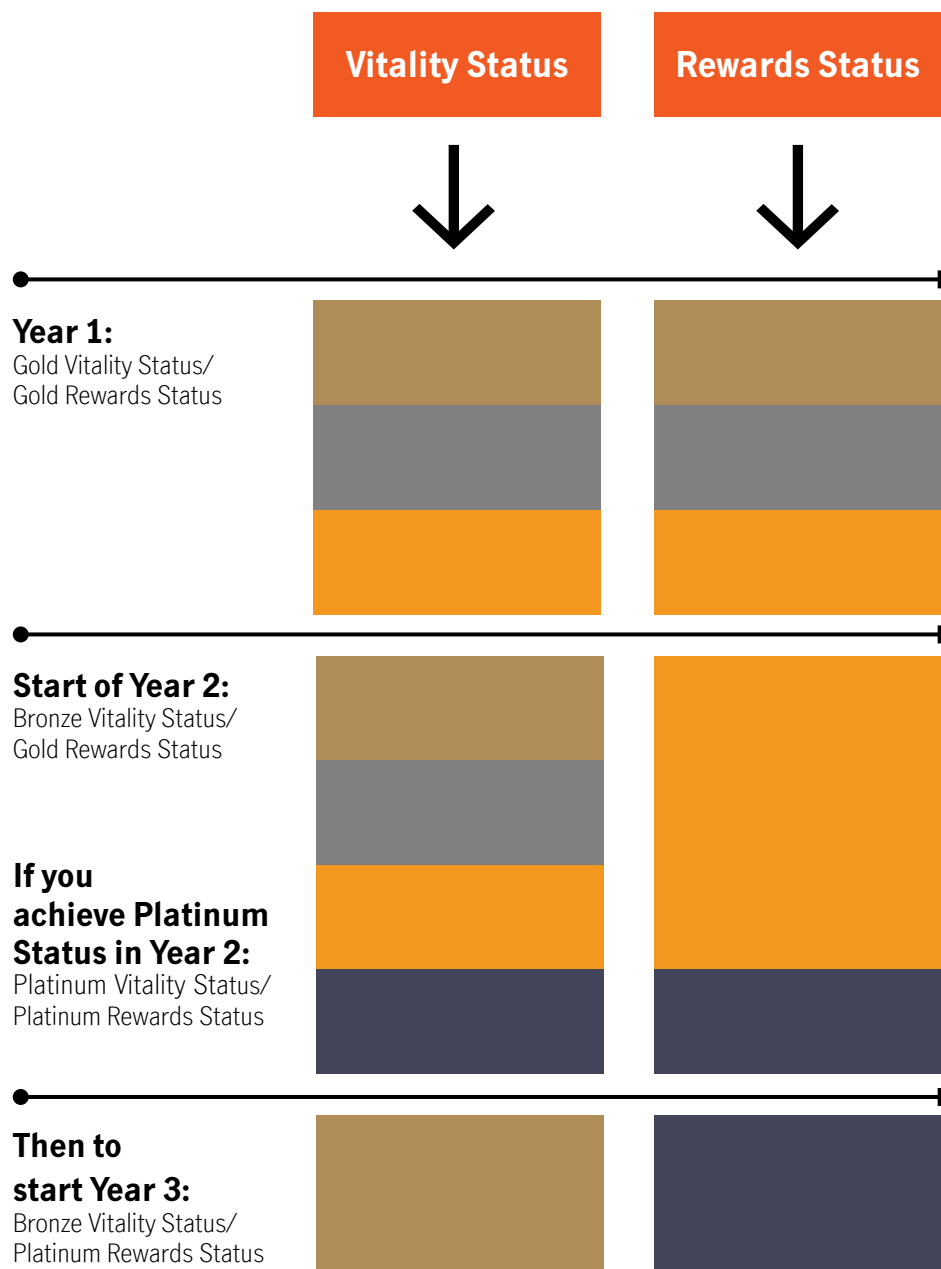 Vitality Status
Rewards Status
Year 1:
Gold Vitality Status/
Gold Rewards Status
Start of Year 2:
Bronze Vitality Status/
Gold Rewards Status
If you
achieve Platinum
Status in Year 2:
Platinum Vitality Status/
Platinum Rewards Status
Then to
start Year 3:
Bronze Vitality Status/
Platinum Rewards Status